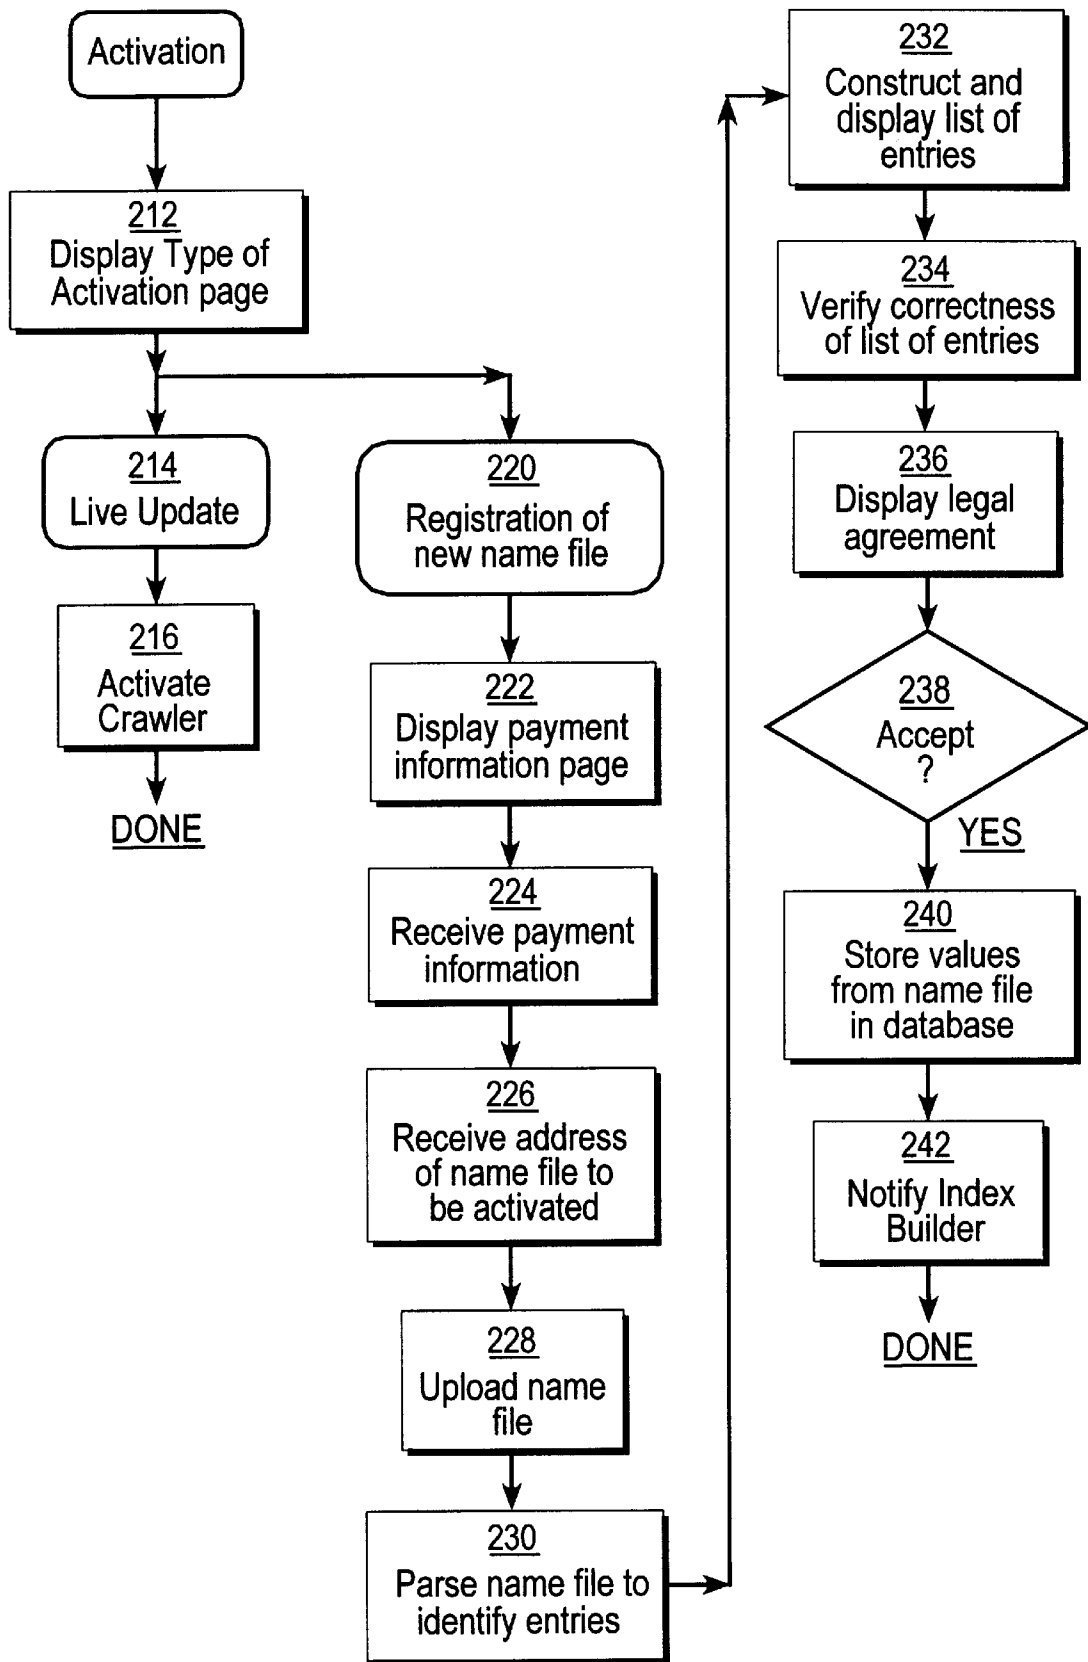 Activation
212
Display Type of
Activation page
214
Live Update
216
Activate
Crawler
DONE
220
Registration of
new name file
222
Display payment
information page
224
Receive payment
information
226
Receive address
of name file to
be activated
228
Upload name
file
230
Parse name file to
identify entries
232
Construct and
display list of
entries
234
Verify correctness
of list of entries
236
Display legal
agreement
238
Accept
?
YES
240
Store values
from name file
in database
242
Notify Index
Builder
DONE